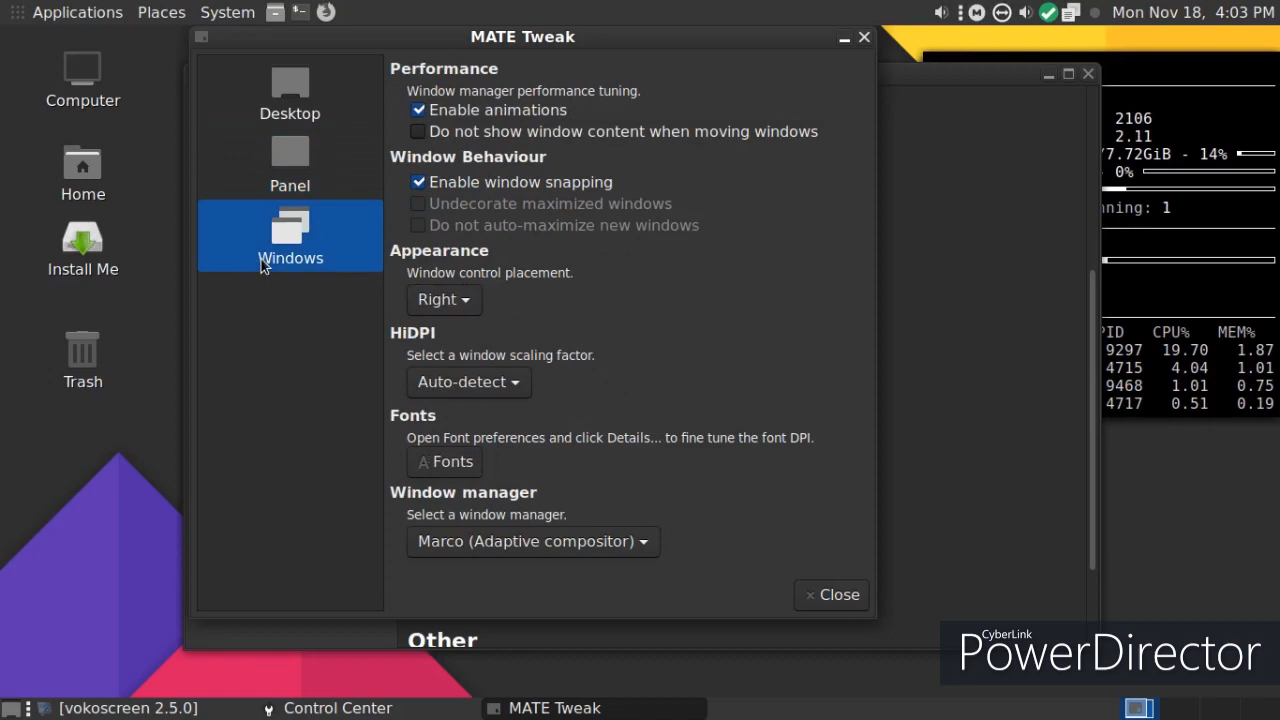 Applications Places System
Mon Nov 18, 4:03 PM
MATE Tweak
Computer
Home
Install Me
Trash
Desktop
Panel
Windows
Performance
Window manager performance tuning.
Enable animations
Do not show window content when moving windows
Window Behaviour
Enable window snapping
Undecorate maximized windows
Do not auto-maximize new windows
Appearance
Window control placement.
Right
HiDPI
Select a window scaling factor.
Auto-detect
Fonts
Open Font preferences and click Details... to fine tune the font DPI.
Fonts
Window manager
Select a window manager.
Marco (Adaptive compositor)
Close
Other
2106
2.11
/7.72GiB - 14%
0%
nning: 1
PID CPU% MEM%
9297 19.70 1.87
4715 4.04 1.01
9468 1.01 0.75
4717 0.51 0.19
CyberLink
PowerDirector
[vokoscreen 2.5.0] Control Center MATE Tweak